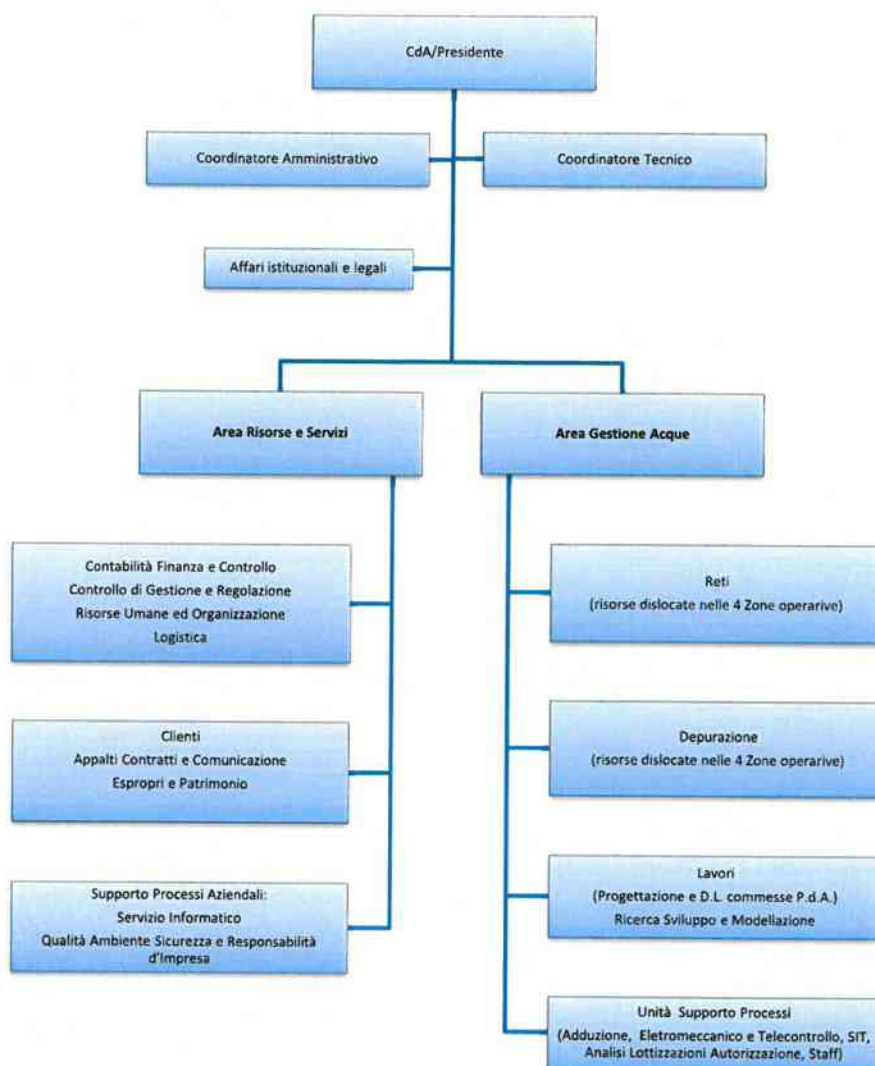 CdA/Presidente
Coordinatore Amministrativo
Coordinatore Tecnico
Affari istituzionali e legali
Area Risorse e Servizi
Area Gestione Acque
Contabilità Finanza e Controllo
Controllo di Gestione e Regolazione
Risorse Umane ed Organizzazione
Logistica
Clienti
Appalti Contratti e Comunicazione
Espropri e Patrimonio
Supporto Processi Aziendali:
Servizio Informatico
Qualità Ambiente Sicurezza e Responsabilità
d'Impresa
Reti
(risorse dislocate nelle 4 Zone operarive)
Depurazione
(risorse dislocate nelle 4 Zone operarive)
Lavori
(Progettazione e D.L. commesse P.d.A.)
Ricerca Sviluppo e Modellazione
Unità Supporto Processi
(Adduzione, Eletromeccanico e Telecontrollo, SIT,
Analisi Lottizzazioni Autorizzazione, Staff)